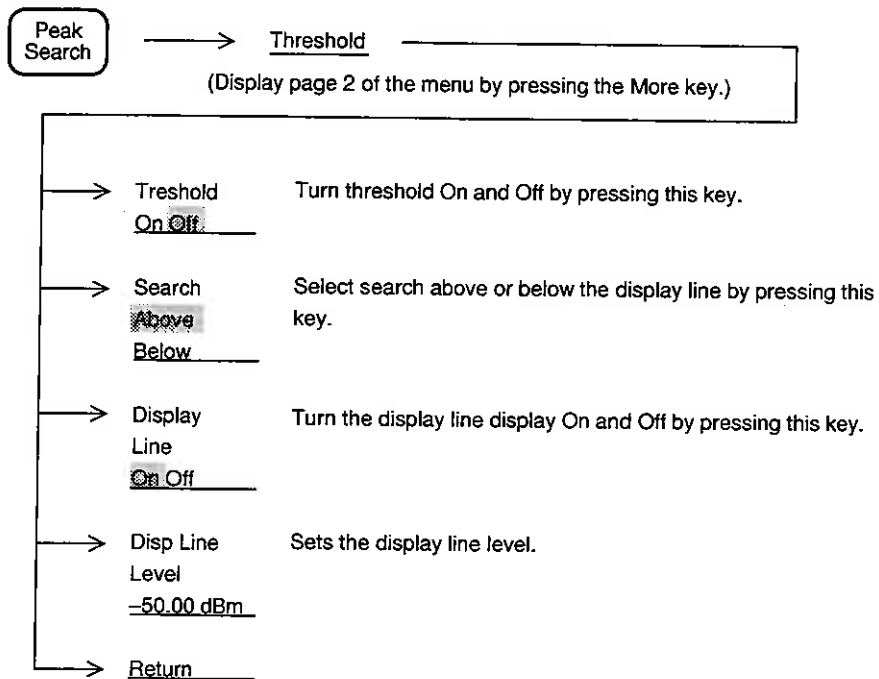 Peak
Search
Threshold
(Display page 2 of the menu by pressing the More key.)
Treshold
On Off
Turn threshold On and Off by pressing this key.
Search
Above
Below
Select search above or below the display line by pressing this
key.
Display
Line
On Off
Turn the display line display On and Off by pressing this key.
Disp Line
Level
–50.00 dBm
Sets the display line level.
Return